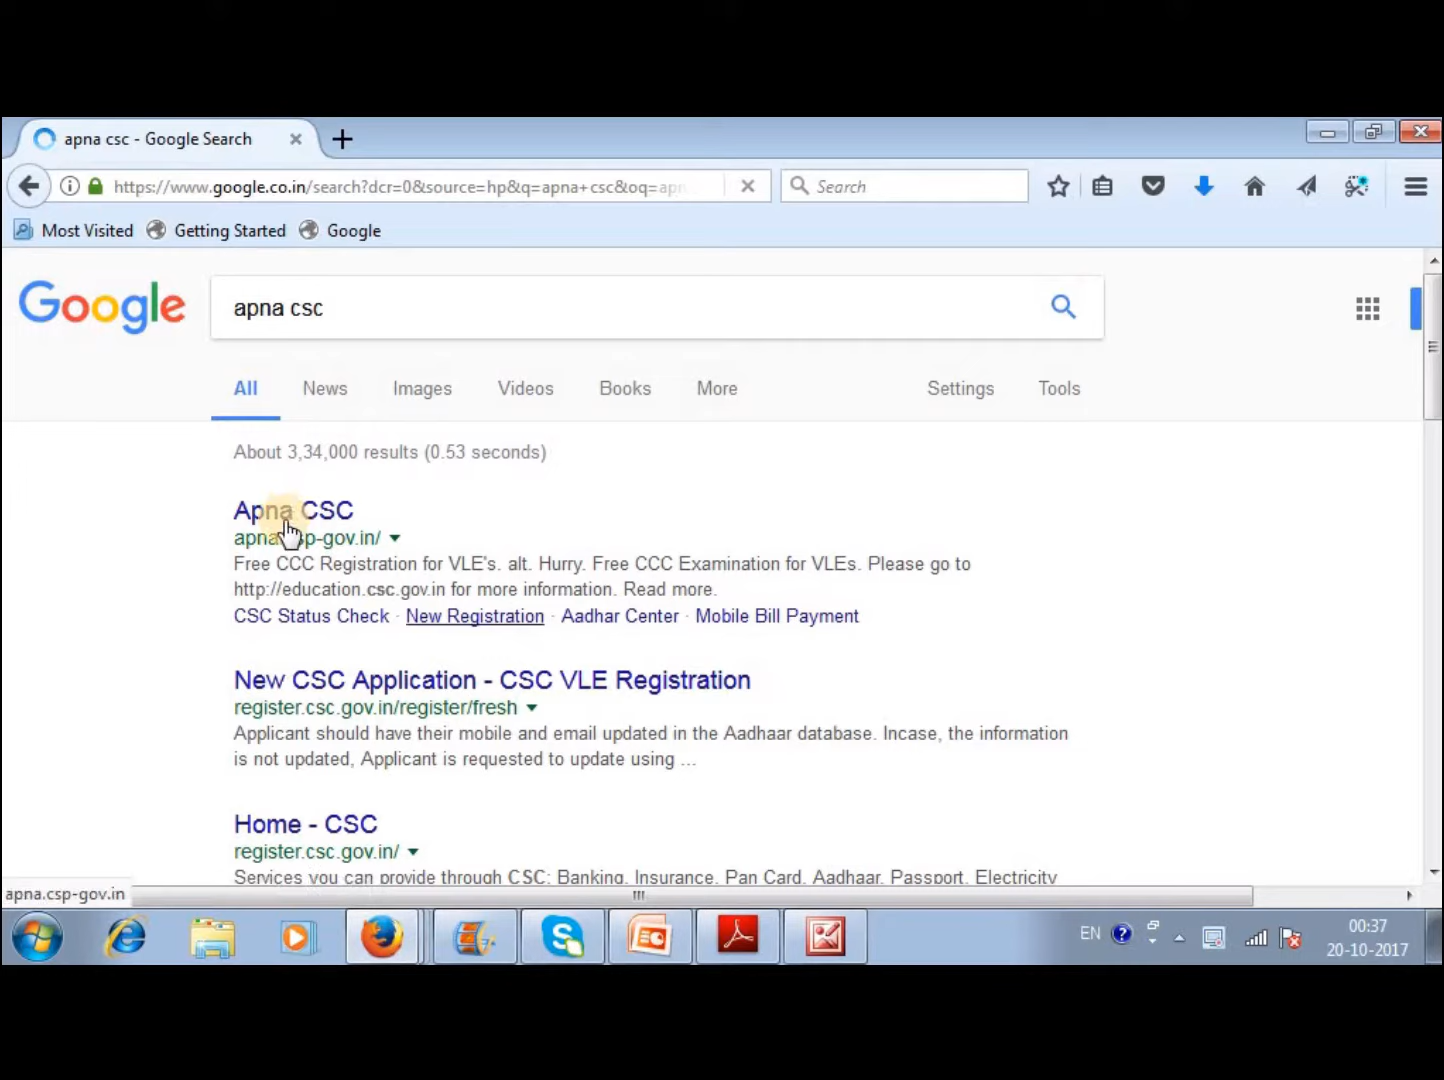 apna csc - Google Search
https://www.google.co.in/search?dcr=0&source=hp&q=apna+csc&oq=apn
Search
Most Visited
Getting Started
Google
Google
apna csc
All
News
Images
Videos
Books
More
Settings
Tools
About 3,34,000 results (0.53 seconds)
Apna CSC
apna.csp-gov.in/
Free CCC Registration for VLE's. alt. Hurry. Free CCC Examination for VLEs. Please go to
http://education.csc.gov.in for more information. Read more.
CSC Status Check · New Registration · Aadhar Center · Mobile Bill Payment
New CSC Application - CSC VLE Registration
register.csc.gov.in/register/fresh
Applicant should have their mobile and email updated in the Aadhaar database. Incase, the information
is not updated, Applicant is requested to update using ...
Home - CSC
register.csc.gov.in/
Services you can provide through CSC: Banking, Insurance, Pan Card, Aadhaar, Passport, Electricity
apna.csp-gov.in
EN
00:37
20-10-2017